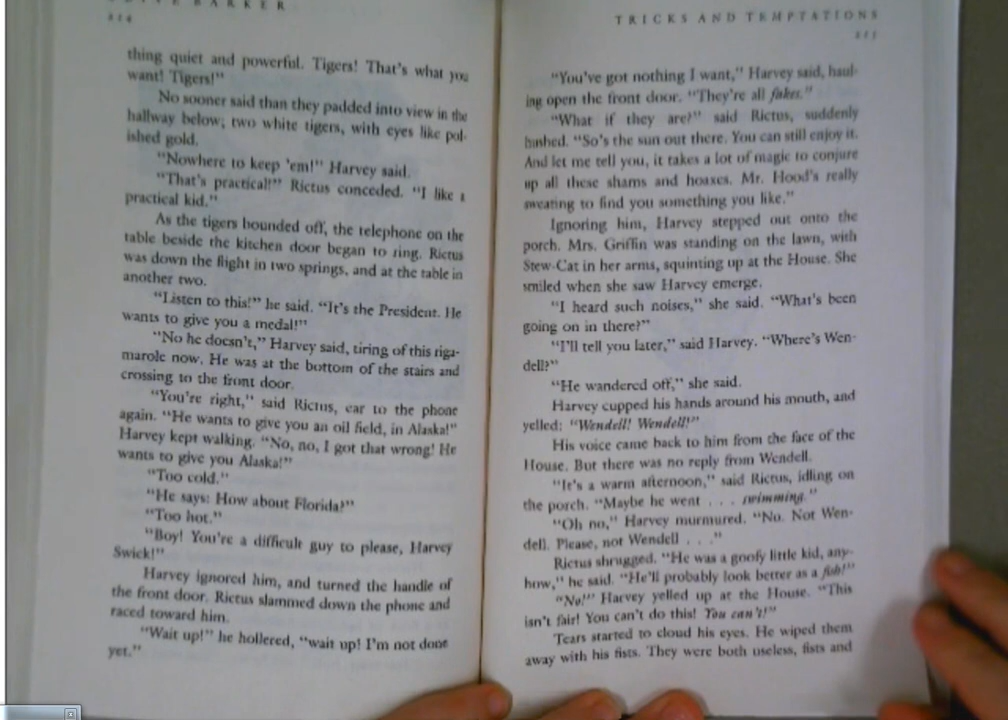 BARKER
214
thing quiet and powerful. Tigers! That's what you
want! Tigers!"
No sooner said than they padded into view in the
hallway below; two white tigers, with eyes like pol-
ished gold.
"Nowhere to keep 'em!" Harvey said.
"That's practical!" Rictus conceded. "I like a
practical kid."
As the tigers bounded off, the telephone on the
table beside the kitchen door began to ring. Rictus
was down the flight in two springs, and at the table in
another two.
"Listen to this!" he said. "It's the President. He
wants to give you a medal!"
"No he doesn't," Harvey said, tiring of this riga-
marole now. He was at the bottom of the stairs and
crossing to the front door.
"You're right," said Rictus, ear to the phone
again. "He wants to give you an oil field, in Alaska!"
Harvey kept walking. "No, no, I got that wrong! He
wants to give you Alaska!"
"Too cold."
"He says: How about Florida?"
"Too hot."
"Boy! You're a difficult guy to please, Harvey
Swick!"
Harvey ignored him, and turned the handle of
the front door. Rictus slammed down the phone and
raced toward him.
"Wait up!" he hollered, "wait up! I'm not done
yet."
TRICKS AND TEMPTATIONS
215
"You've got nothing I want," Harvey said, haul-
ing open the front door. "They're all fakes."
"What if they are?" said Rictus, suddenly
hushed. "So's the sun out there. You can still enjoy it.
And let me tell you, it takes a lot of magic to conjure
up all these shams and hoaxes. Mr. Hood's really
sweating to find you something you like."
Ignoring him, Harvey stepped out onto the
porch. Mrs. Griffin was standing on the lawn, with
Stew-Cat in her arms, squinting up at the House. She
smiled when she saw Harvey emerge.
"I heard such noises," she said. "What's been
going on in there?"
"I'll tell you later," said Harvey. "Where's Wen-
dell?"
"He wandered off," she said.
Harvey cupped his hands around his mouth, and
yelled: "Wendell! Wendell!"
His voice came back to him from the face of the
House. But there was no reply from Wendell.
"It's a warm afternoon," said Rictus, idling on
the porch. "Maybe he went . . . swimming."
"Oh no," Harvey murmured. "No. Not Wen-
dell. Please, not Wendell . . ."
Rictus shrugged. "He was a goofy little kid, any-
how," he said. "He'll probably look better as a fish!"
"No!" Harvey yelled up at the House. "This
isn't fair! You can't do this! You can't!"
Tears started to cloud his eyes. He wiped them
away with his fists. They were both useless, fists and